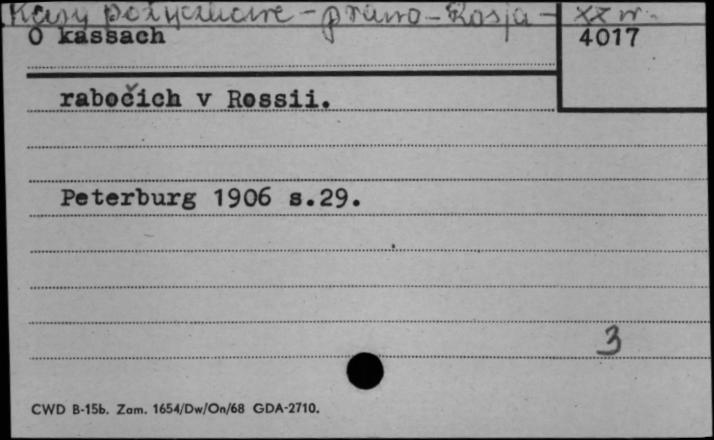 Kasy pożyczkowe - prawo - Rosja - XX w.
O kassach
4017
rabočich v Rossii.
Peterburg 1906 s.29.
3
CWD B-15b. Zam. 1654/Dw/On/68 GDA-2710.